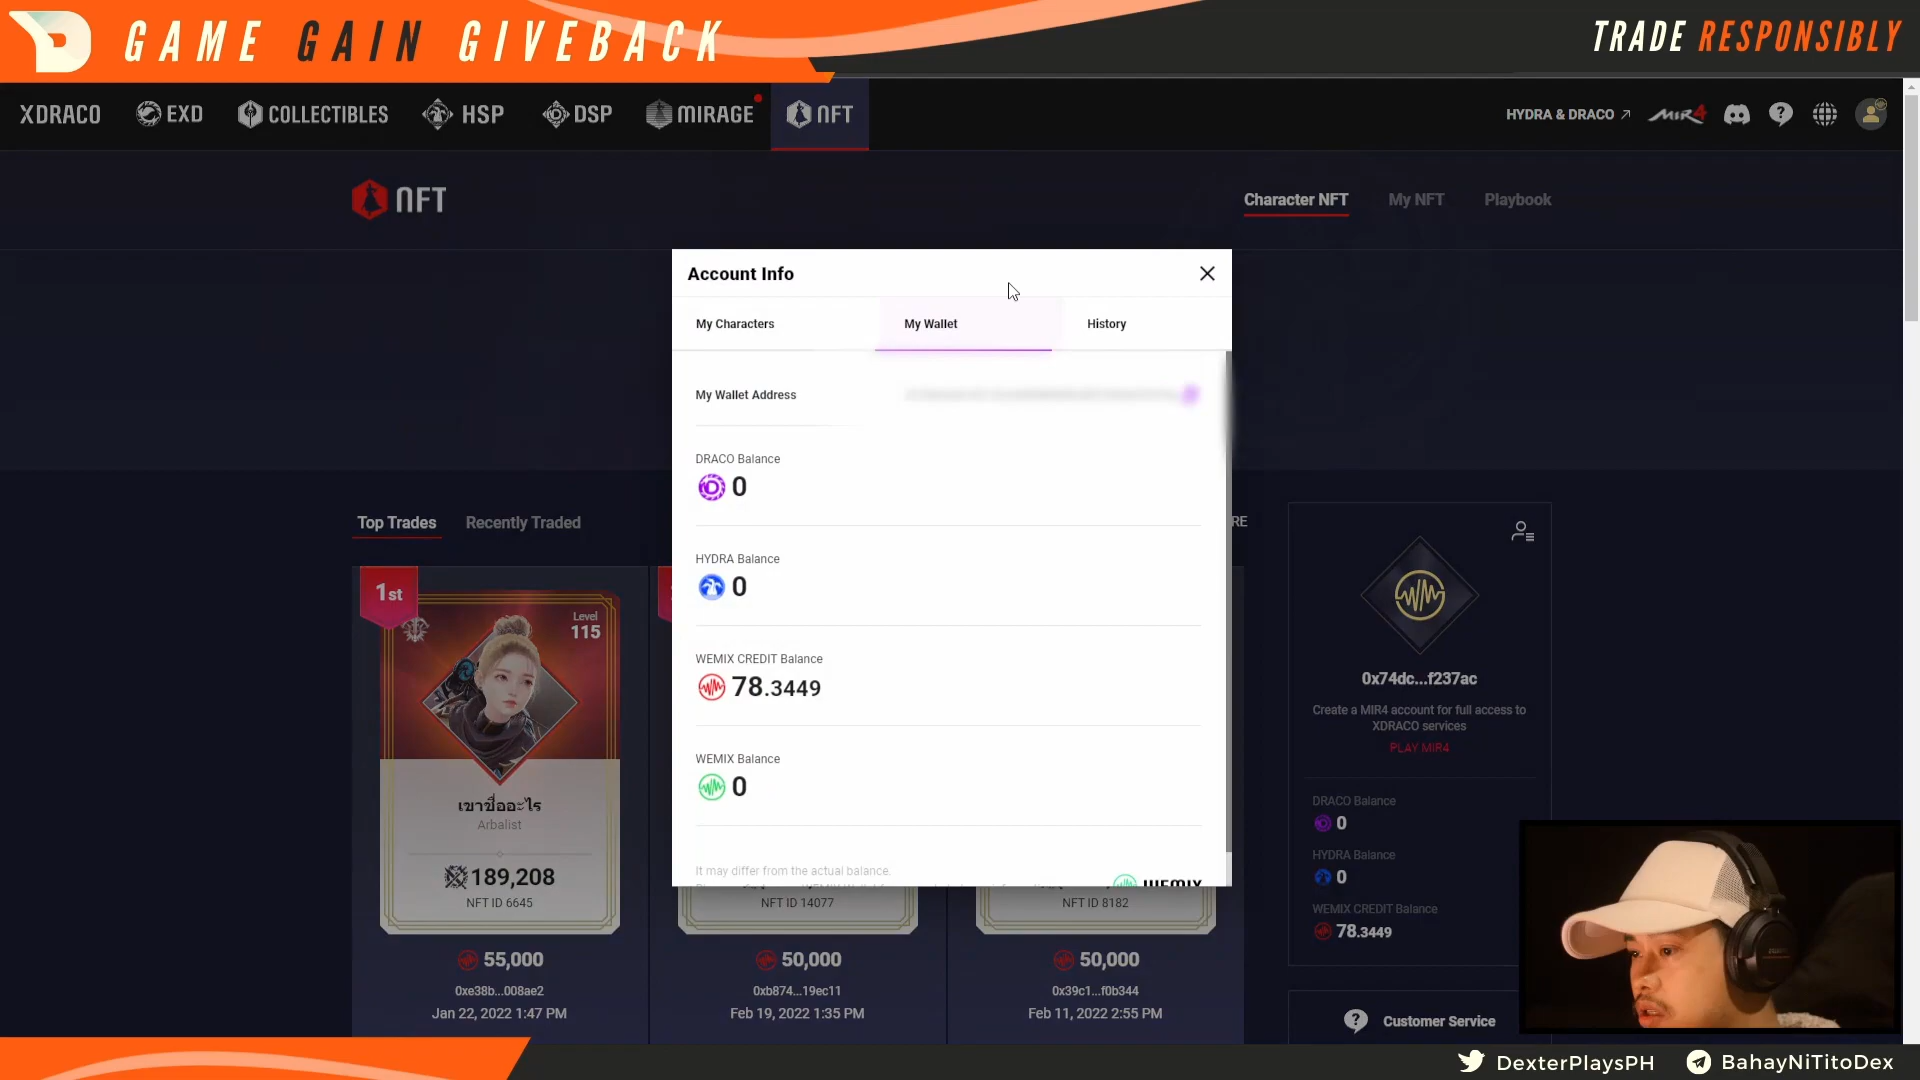 GAME GAIN GIVEBACK
TRADE RESPONSIBLY
XDRACO
EXD
COLLECTIBLES
HSP
DSP
MIRAGE
NFT
HYDRA & DRACO ↗
MIR4
NFT
Character NFT
My NFT
Playbook
Account Info
My Characters
My Wallet
History
My Wallet Address
DRACO Balance
0
HYDRA Balance
0
WEMIX CREDIT Balance
78.3449
WEMIX Balance
0
It may differ from the actual balance.
WEMIX
Top Trades
Recently Traded
RE
1st
Level
115
เขาชื่ออะไร
Arbalist
189,208
NFT ID 6645
55,000
0xe38b...008ae2
Jan 22, 2022 1:47 PM
NFT ID 14077
50,000
0xb874...19ec11
Feb 19, 2022 1:35 PM
NFT ID 8182
50,000
0x39c1...f0b344
Feb 11, 2022 2:55 PM
0x74dc...f237ac
Create a MIR4 account for full access to
XDRACO services
PLAY MIR4
DRACO Balance
0
HYDRA Balance
0
WEMIX CREDIT Balance
78.3449
Customer Service
DexterPlaysPH
BahayNiTitoDex